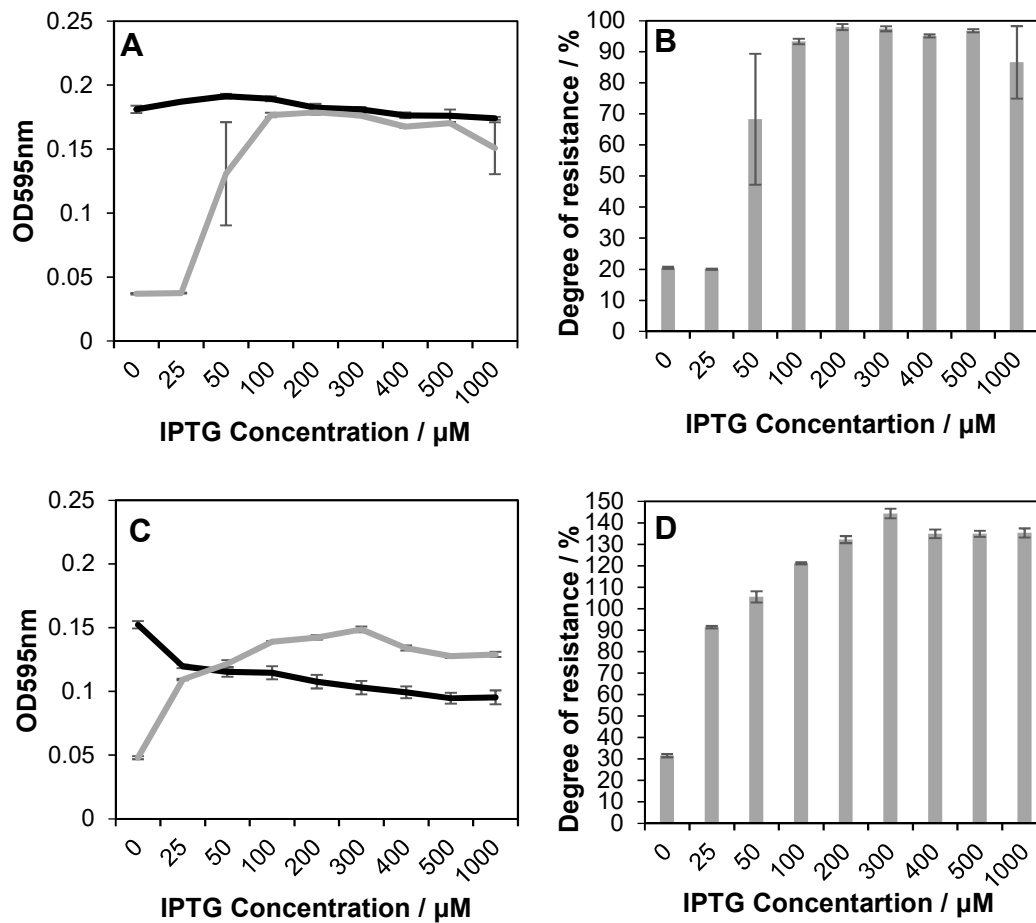 A
OD595nm
0.25
0.2
0.15
0.1
0.05
0
0 25 50 100 200 300 400 500 1000
IPTG Concentration / µM
B
Degree of resistance / %
100
90
80
70
60
50
40
30
20
10
0
0 25 50 100 200 300 400 500 1000
IPTG Concentartion / µM
C
OD595nm
0.25
0.2
0.15
0.1
0.05
0
0 25 50 100 200 300 400 500 1000
IPTG Concentration / µM
D
Degree of resistance / %
150
140
130
120
110
100
90
80
70
60
50
40
30
20
10
0
0 25 50 100 200 300 400 500 1000
IPTG Concentartion / µM